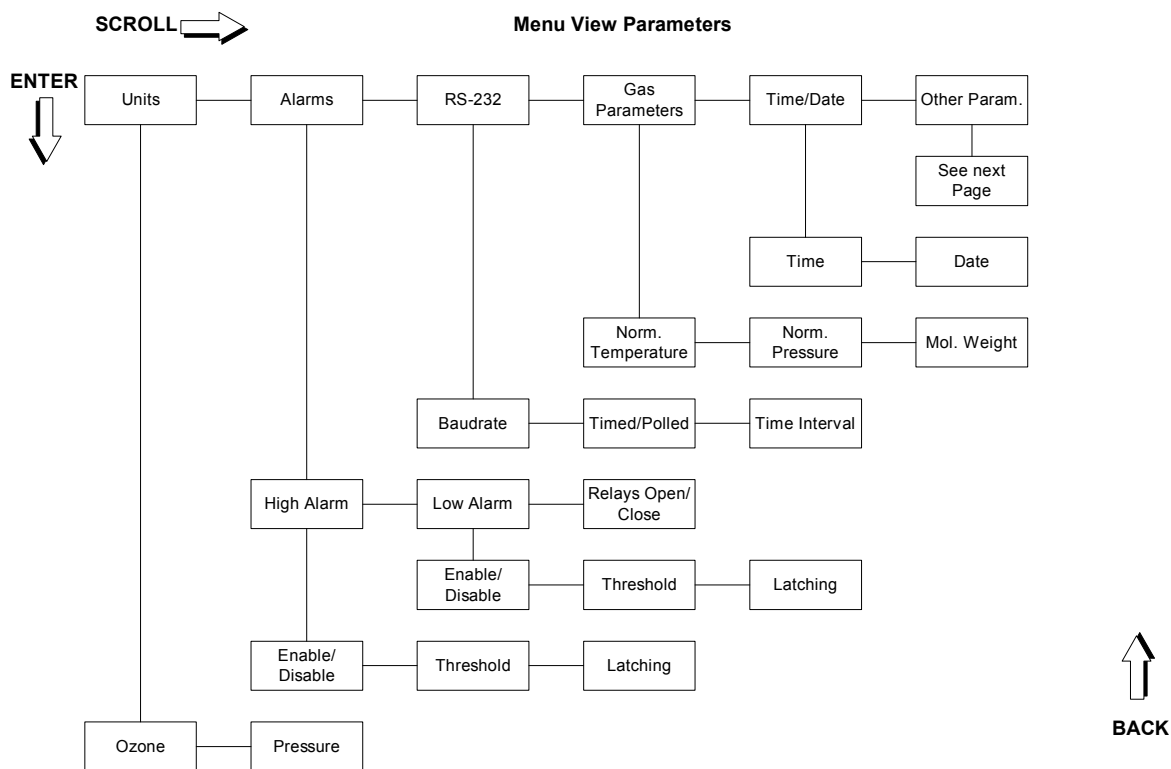 SCROLL
Menu View Parameters
ENTER
Units
Alarms
RS-232
Gas
Parameters
Time/Date
Other Param.
See next
Page
Time
Date
Norm.
Temperature
Norm.
Pressure
Mol. Weight
Baudrate
Timed/Polled
Time Interval
High Alarm
Low Alarm
Relays Open/
Close
Enable/
Disable
Threshold
Latching
Enable/
Disable
Threshold
Latching
BACK
Ozone
Pressure